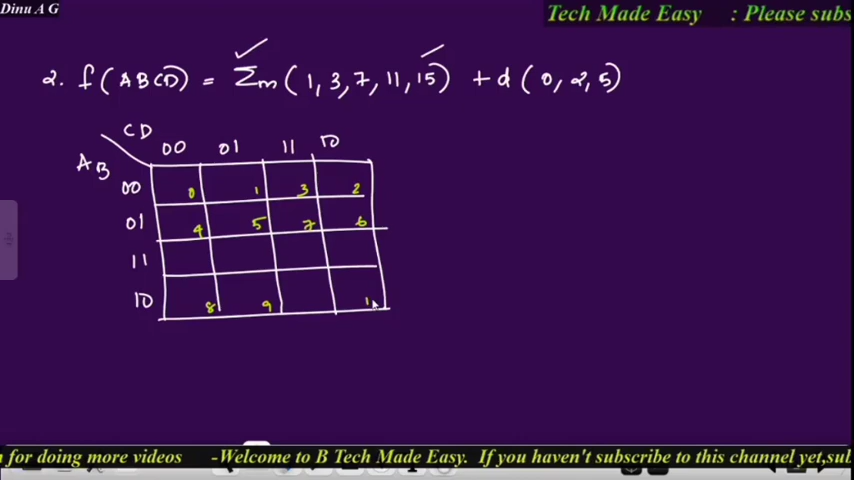 Dinu A G
Tech Made Easy : Please subs
2. f(ABCD) = Σm(1,3,7,11,15) + d(0,2,5)
CD
00 01 11 10
AB
00 0 1 3 2
01 4 5 7 6
11
10 8 9 1
n for doing more videos -Welcome to B Tech Made Easy. If you haven't subscribe to this channel yet,sub